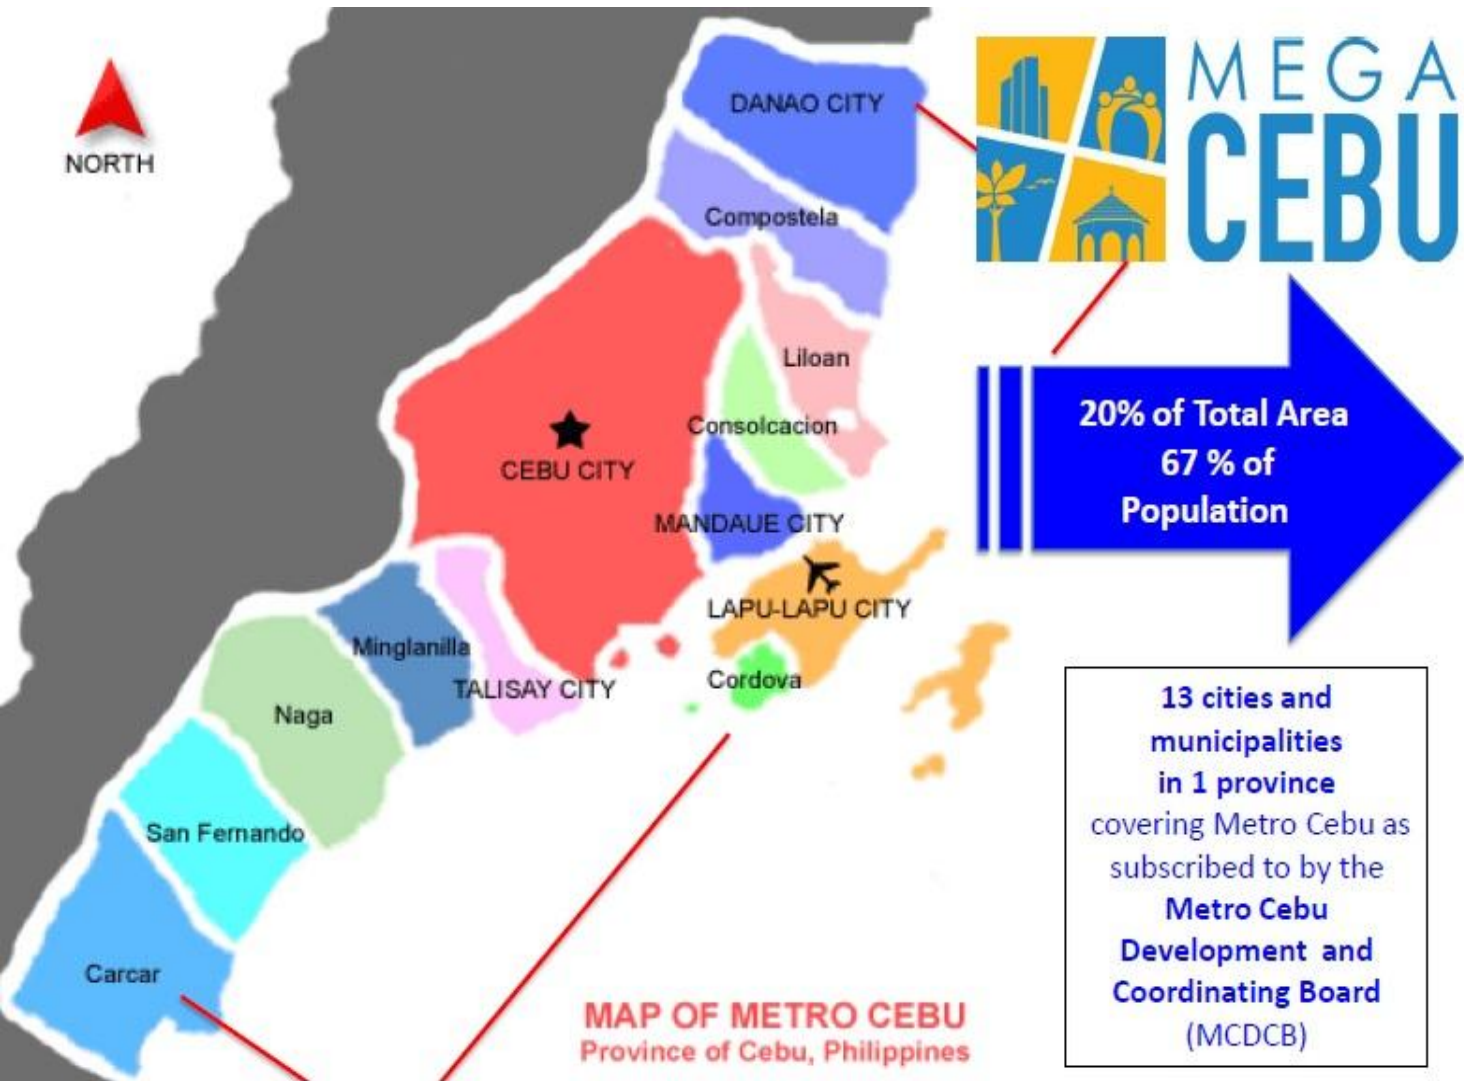 NORTH
DANAO CITY
Compostela
Liloan
Consolcacion
CEBU CITY
MANDAUE CITY
LAPU-LAPU CITY
Cordova
Minglanilla
TALISAY CITY
Naga
San Fernando
Carcar
MAP OF METRO CEBU
Province of Cebu, Philippines
MEGA
CEBU
20% of Total Area
67 % of
Population
13 cities and
municipalities
in 1 province
covering Metro Cebu as
subscribed to by the
Metro Cebu
Development and
Coordinating Board
(MCDCB)